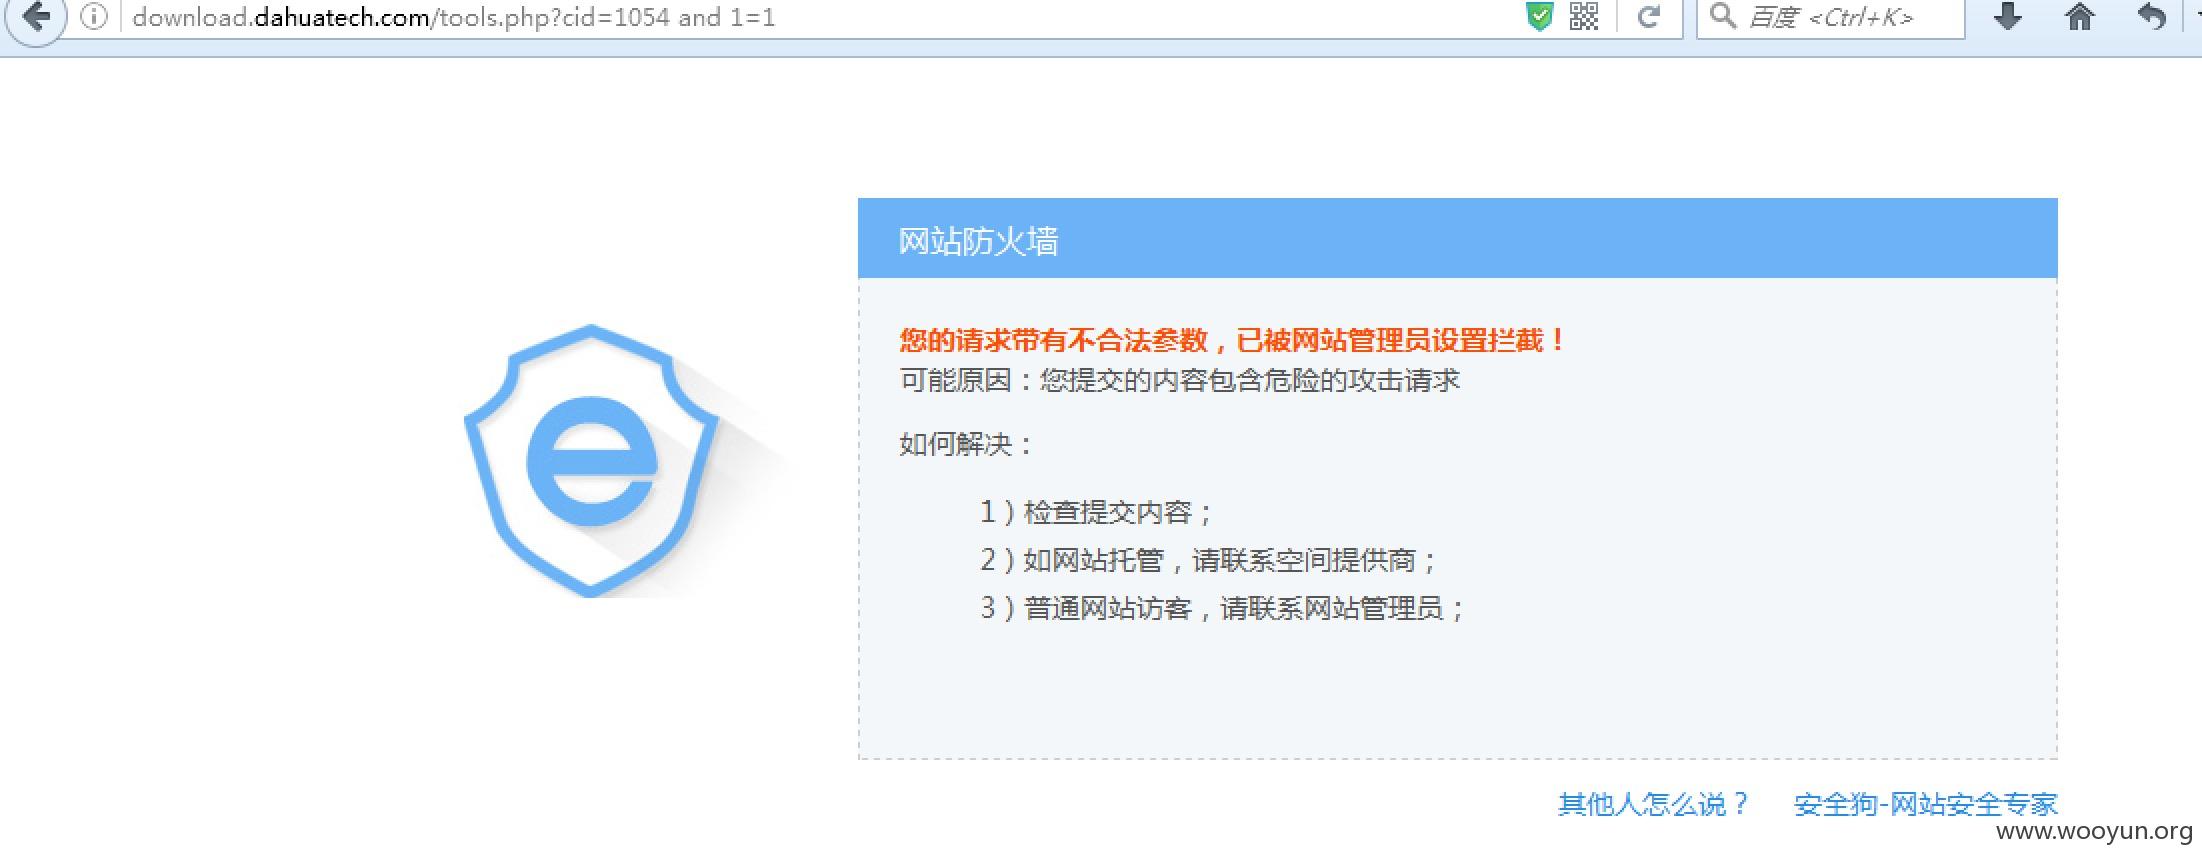 download.dahuatech.com/tools.php?cid=1054 and 1=1
百度 <Ctrl+K>
网站防火墙
您的请求带有不合法参数，已被网站管理员设置拦截！
可能原因：您提交的内容包含危险的攻击请求
如何解决：
1）检查提交内容；
2）如网站托管，请联系空间提供商；
3）普通网站访客，请联系网站管理员；
其他人怎么说？ 安全狗-网站安全专家
www.wooyun.org